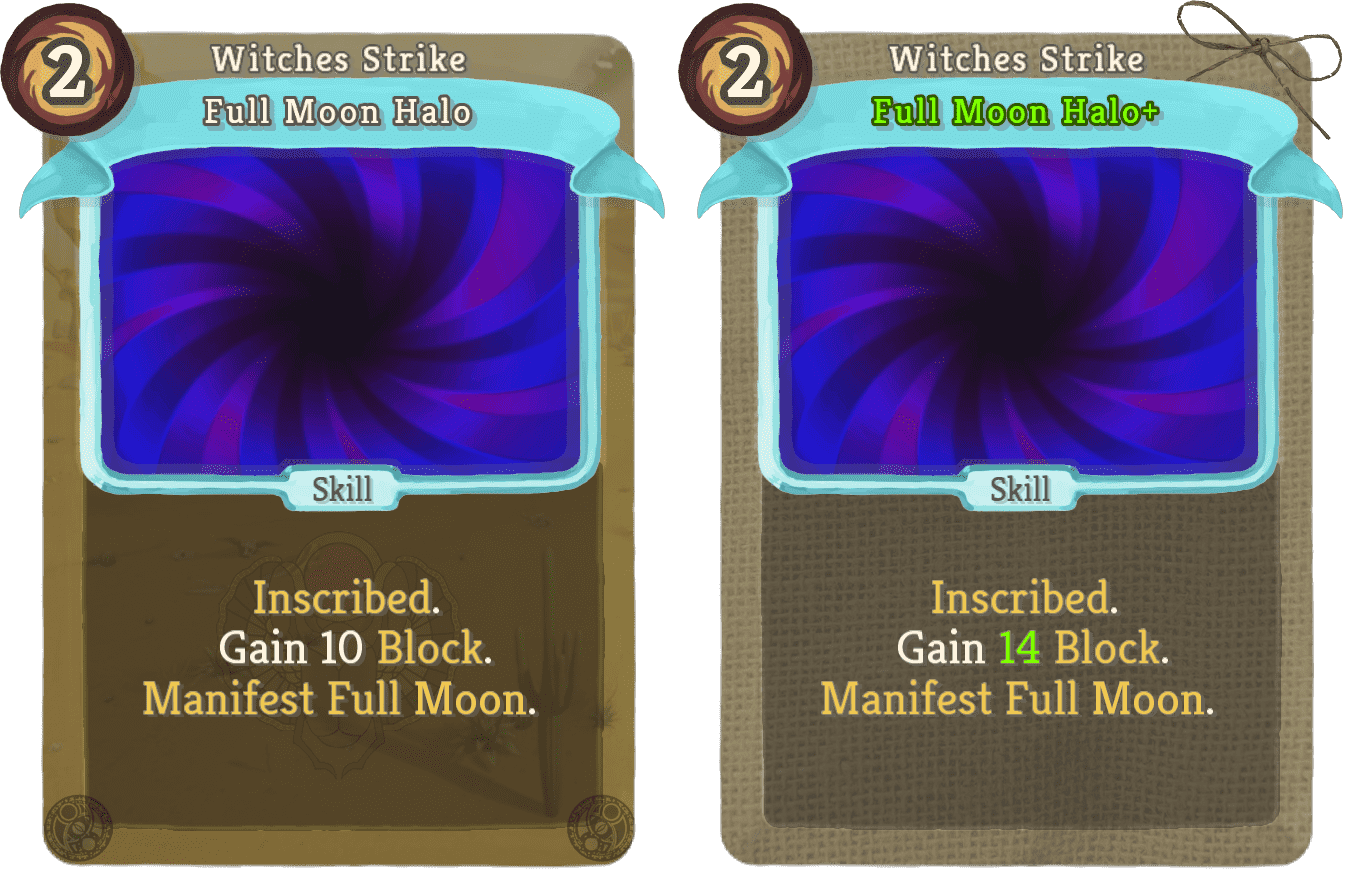 2
Witches Strike
Full Moon Halo
Skill
Inscribed.
Gain 10 Block.
Manifest Full Moon.
2
Witches Strike
Full Moon Halo+
Skill
Inscribed.
Gain 14 Block.
Manifest Full Moon.